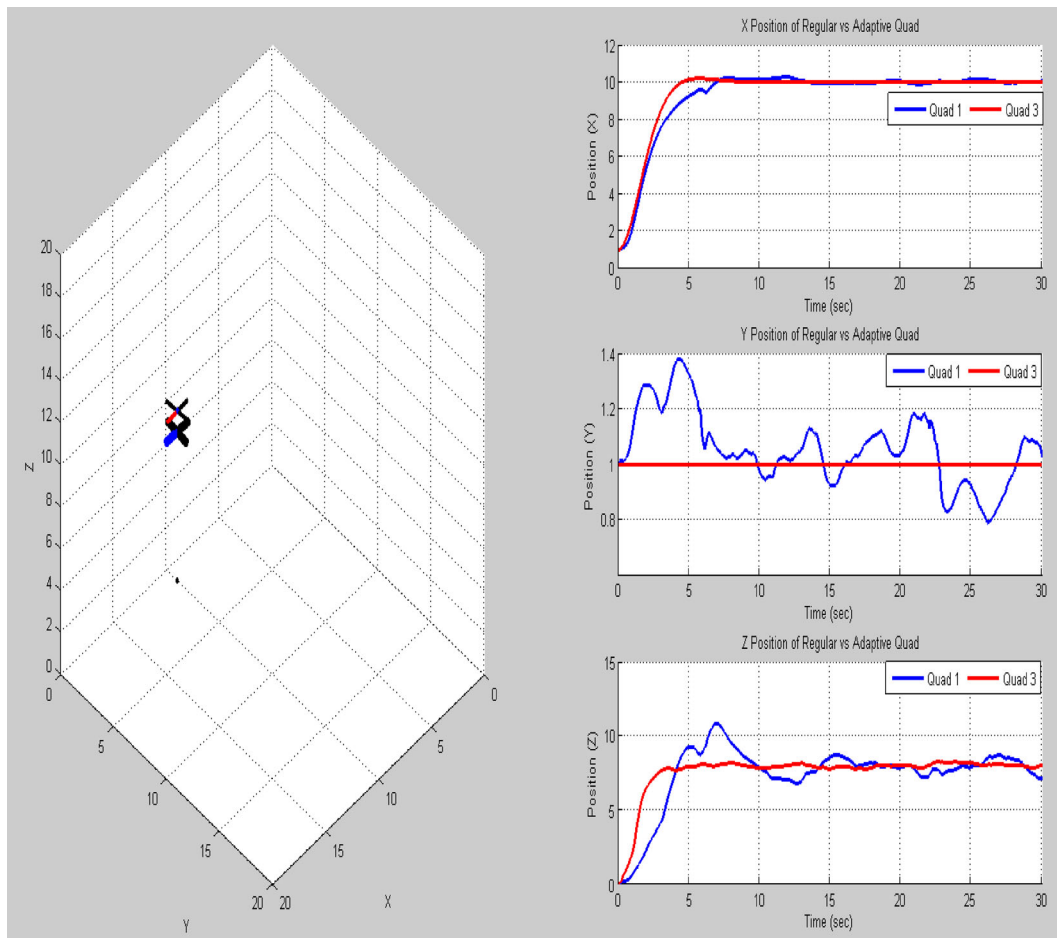 20
18
16
14
12
10
8
6
4
2
0
Z
0
5
10
15
20
Y
0
5
10
15
20
X
X Position of Regular vs Adaptive Quad
12
10
8
6
4
2
0
Position (X)
Quad 1 Quad 3
0 5 10 15 20 25 30
Time (sec)
Y Position of Regular vs Adaptive Quad
1.4
1.2
1
0.8
Position (Y)
Quad 1 Quad 3
0 5 10 15 20 25 30
Time (sec)
Z Position of Regular vs Adaptive Quad
15
10
5
0
Position (Z)
Quad 1 Quad 3
0 5 10 15 20 25 30
Time (sec)